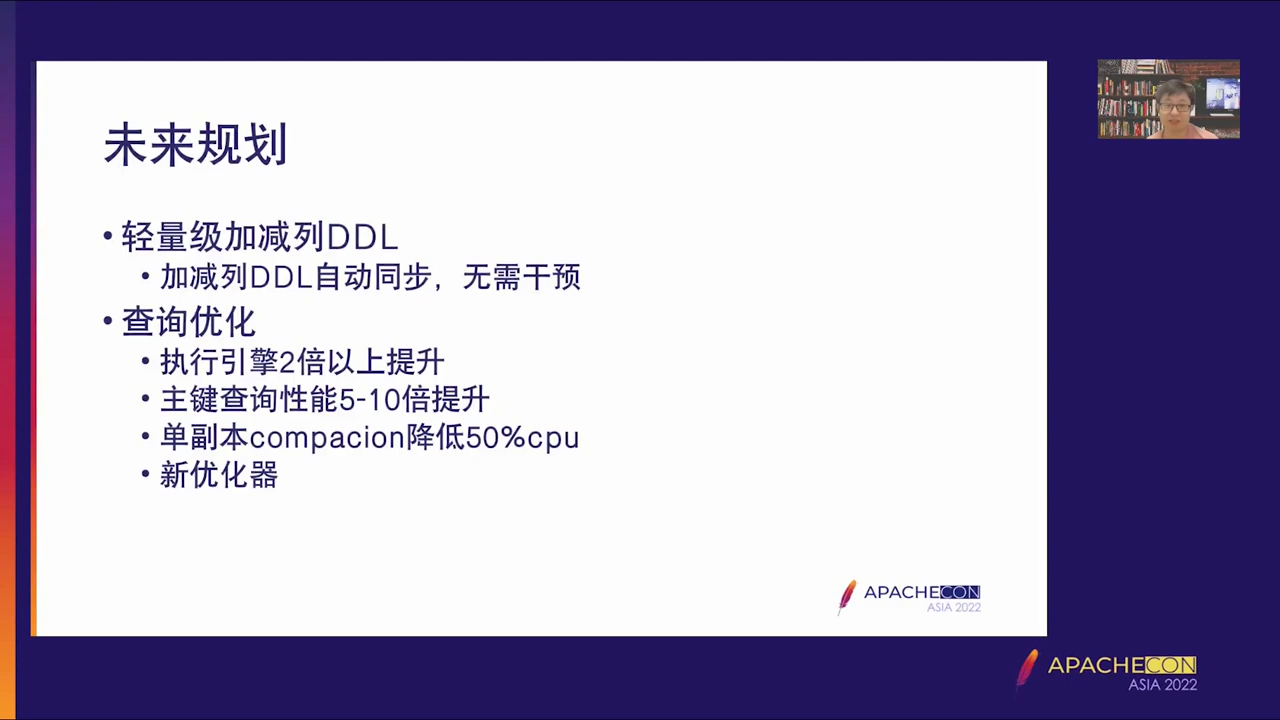 未来规划
• 轻量级加减列DDL
• 加减列DDL自动同步，无需干预
• 查询优化
• 执行引擎2倍以上提升
• 主键查询性能5-10倍提升
• 单副本compacion降低50%cpu
• 新优化器
APACHECON
ASIA 2022
APACHECON
ASIA 2022